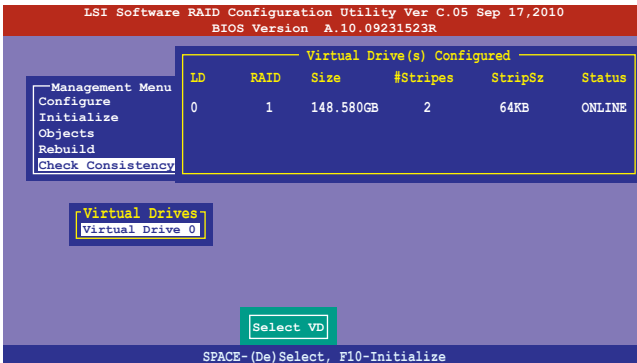 LSI Software RAID Configuration Utility Ver C.05 Sep 17,2010
BIOS Version A.10.09231523R
Virtual Drive(s) Configured
LD RAID Size #Stripes StripSz Status
0 1 148.580GB 2 64KB ONLINE
Management Menu
Configure
Initialize
Objects
Rebuild
Check Consistency
Virtual Drives
Virtual Drive 0
Select VD
SPACE-(De)Select, F10-Initialize